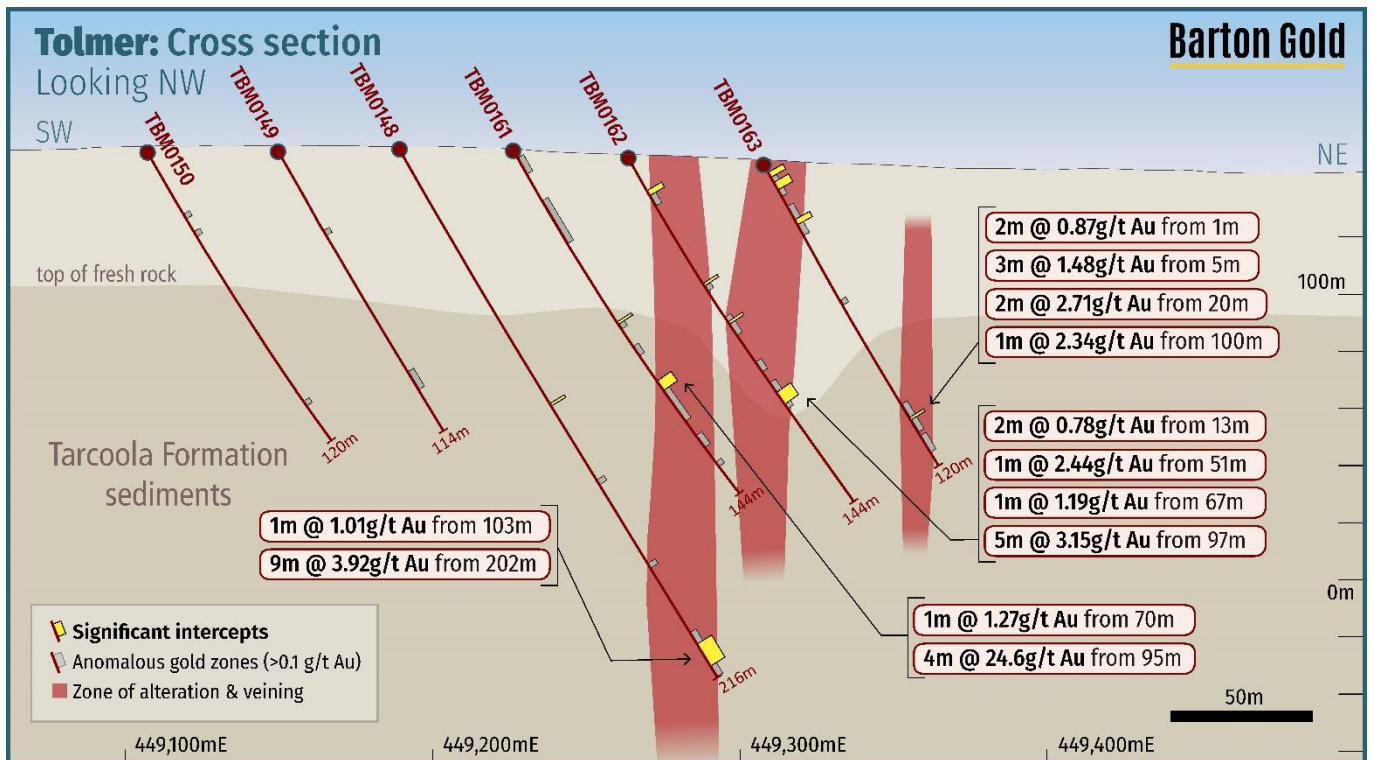 Tolmer: Cross section
Looking NW
Barton Gold
SW
NE
TBM0150
TBM0149
TBM0148
TBM0161
TBM0162
TBM0163
top of fresh rock
100m
2m @ 0.87g/t Au from 1m
3m @ 1.48g/t Au from 5m
2m @ 2.71g/t Au from 20m
1m @ 2.34g/t Au from 100m
120m
114m
144m
144m
120m
Tarcoola Formation
sediments
2m @ 0.78g/t Au from 13m
1m @ 2.44g/t Au from 51m
1m @ 1.19g/t Au from 67m
5m @ 3.15g/t Au from 97m
1m @ 1.01g/t Au from 103m
9m @ 3.92g/t Au from 202m
0m
1m @ 1.27g/t Au from 70m
4m @ 24.6g/t Au from 95m
216m
Significant intercepts
Anomalous gold zones (>0.1 g/t Au)
Zone of alteration & veining
50m
449,100mE
449,200mE
449,300mE
449,400mE